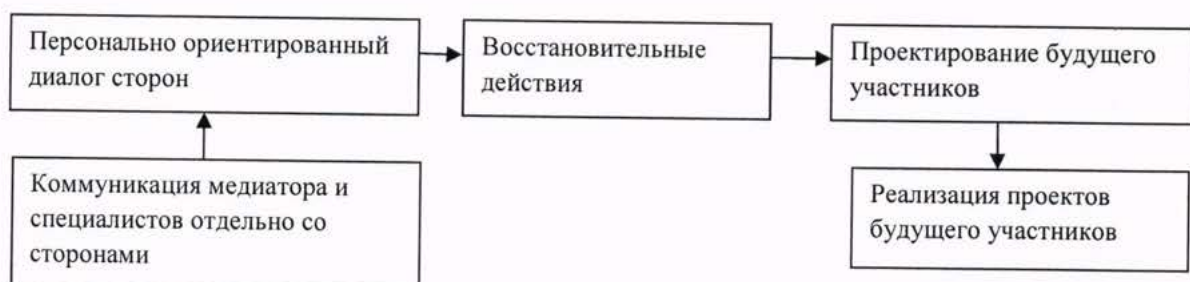 Персонально ориентированный
диалог сторон
Восстановительные
действия
Проектирование будущего
участников
Коммуникация медиатора и
специалистов отдельно со
сторонами
Реализация проектов
будущего участников